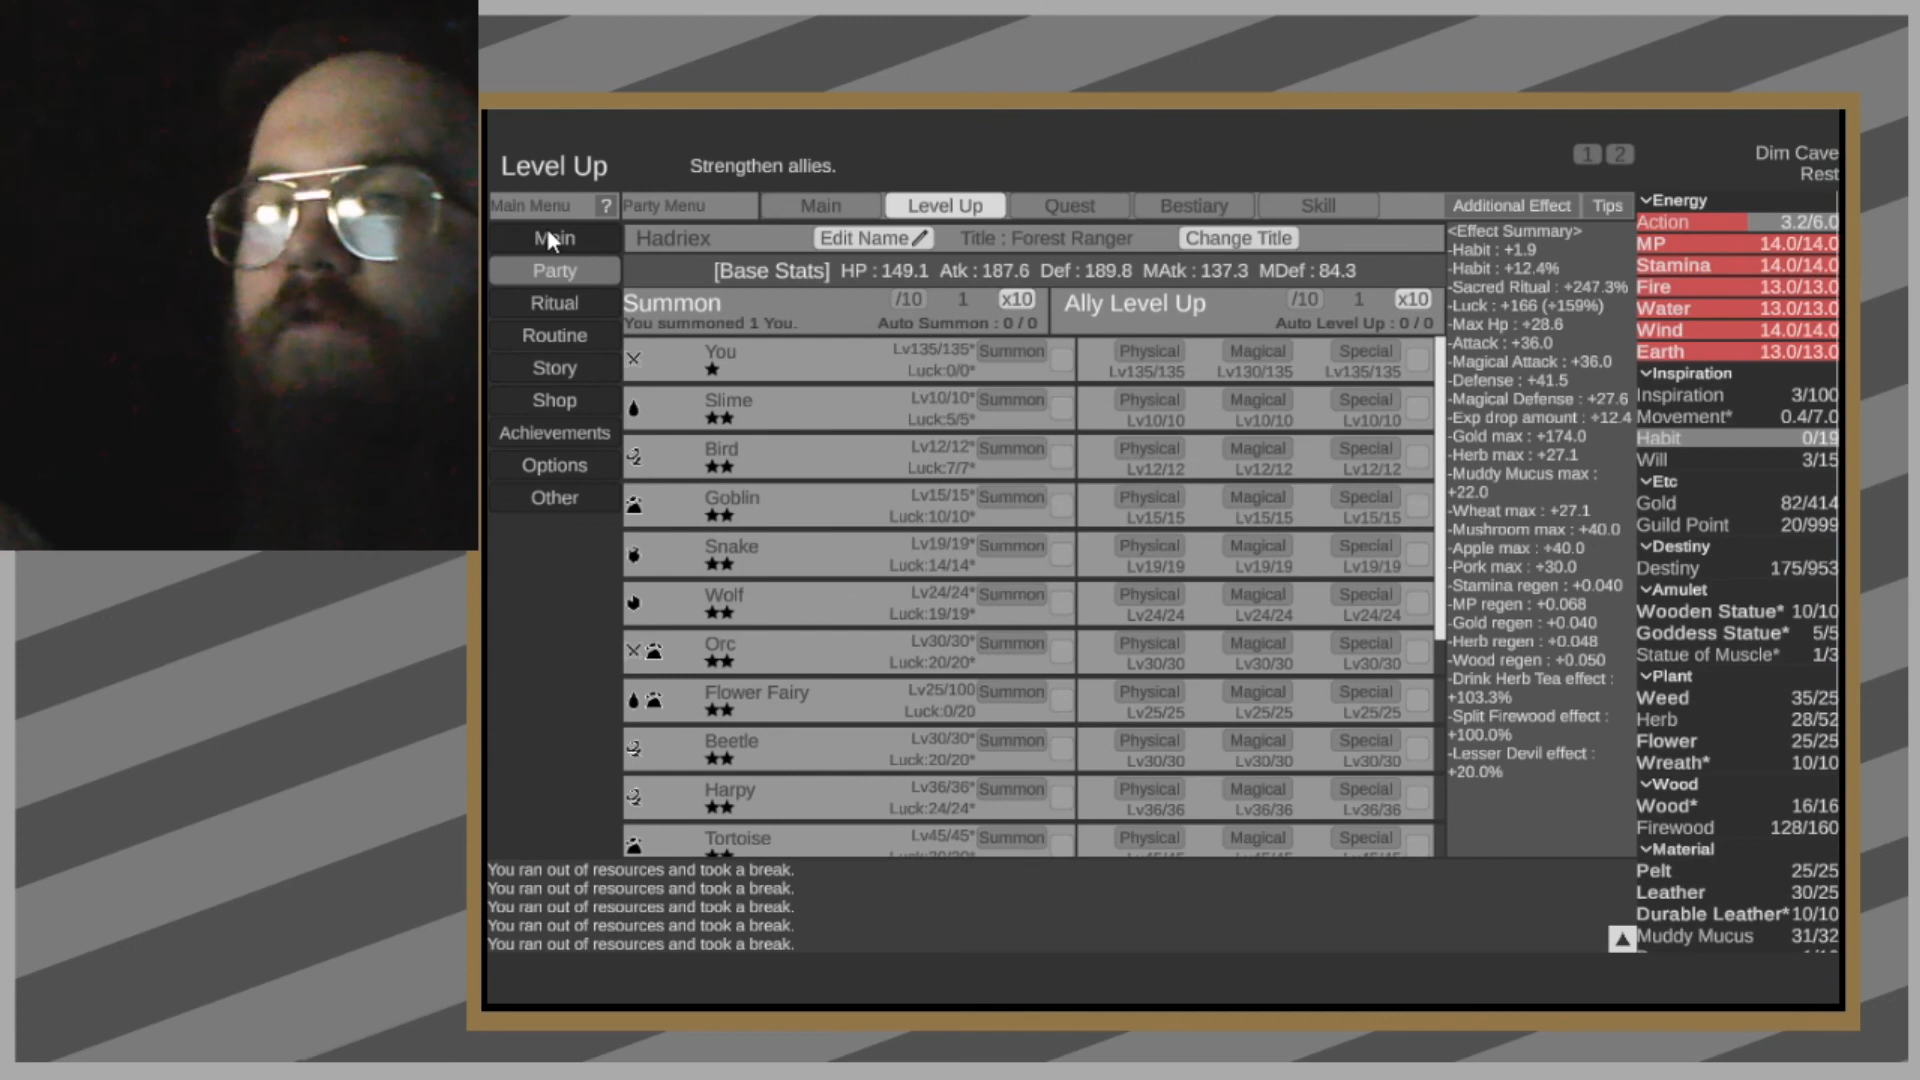 Level Up
Strengthen allies.
1 2
Dim Cave
Rest
Main Menu ?
Party Menu
Main
Level Up
Quest
Bestiary
Skill
Additional Effect
Tips
Main
Party
Ritual
Routine
Story
Shop
Achievements
Options
Other
Hadriex
Edit Name
Title : Forest Ranger
Change Title
[Base Stats] HP : 149.1 Atk : 187.6 Def : 189.8 MAtk : 137.3 MDef : 84.3
Summon /10 1 x10
You summoned 1 You. Auto Summon : 0 / 0
Ally Level Up /10 1 x10
Auto Level Up : 0 / 0
You Lv135/135* Summon Physical Magical Special
★ Luck:0/0* Lv135/135 Lv130/135 Lv135/135
Slime Lv10/10* Summon Physical Magical Special
★★ Luck:5/5* Lv10/10 Lv10/10 Lv10/10
Bird Lv12/12* Summon Physical Magical Special
★★ Luck:7/7* Lv12/12 Lv12/12 Lv12/12
Goblin Lv15/15* Summon Physical Magical Special
★★ Luck:10/10* Lv15/15 Lv15/15 Lv15/15
Snake Lv19/19* Summon Physical Magical Special
★★ Luck:14/14* Lv19/19 Lv19/19 Lv19/19
Wolf Lv24/24* Summon Physical Magical Special
★★ Luck:19/19* Lv24/24 Lv24/24 Lv24/24
Orc Lv30/30* Summon Physical Magical Special
★★ Luck:20/20* Lv30/30 Lv30/30 Lv30/30
Flower Fairy Lv25/100 Summon Physical Magical Special
★★ Luck:0/20 Lv25/25 Lv25/25 Lv25/25
Beetle Lv30/30* Summon Physical Magical Special
★★ Luck:20/20* Lv30/30 Lv30/30 Lv30/30
Harpy Lv36/36* Summon Physical Magical Special
★★ Luck:24/24* Lv36/36 Lv36/36 Lv36/36
Tortoise Lv45/45* Summon Physical Magical Special
<Effect Summary>
-Habit : +1.9
-Habit : +12.4%
-Sacred Ritual : +247.3%
-Luck : +166 (+159%)
-Max Hp : +28.6
-Attack : +36.0
-Magical Attack : +36.0
-Defense : +41.5
-Magical Defense : +27.6
-Exp drop amount : +12.4
-Gold max : +174.0
-Herb max : +27.1
-Muddy Mucus max :
+22.0
-Wheat max : +27.1
-Mushroom max : +40.0
-Apple max : +40.0
-Pork max : +30.0
-Stamina regen : +0.040
-MP regen : +0.068
-Gold regen : +0.040
-Herb regen : +0.048
-Wood regen : +0.050
-Drink Herb Tea effect :
+103.3%
-Split Firewood effect :
+100.0%
-Lesser Devil effect :
+20.0%
Energy
Action 3.2/6.0
MP 14.0/14.0
Stamina 14.0/14.0
Fire 13.0/13.0
Water 13.0/13.0
Wind 14.0/14.0
Earth 13.0/13.0
Inspiration
Inspiration 3/100
Movement* 0.4/7.0
Habit 0/19
Will 3/15
Etc
Gold 82/414
Guild Point 20/999
Destiny
Destiny 175/953
Amulet
Wooden Statue* 10/10
Goddess Statue* 5/5
Statue of Muscle* 1/3
Plant
Weed 35/25
Herb 28/52
Flower 25/25
Wreath* 10/10
Wood
Wood* 16/16
Firewood 128/160
Material
Pelt 25/25
Leather 30/25
Durable Leather* 10/10
Muddy Mucus 31/32
You ran out of resources and took a break.
You ran out of resources and took a break.
You ran out of resources and took a break.
You ran out of resources and took a break.
You ran out of resources and took a break.